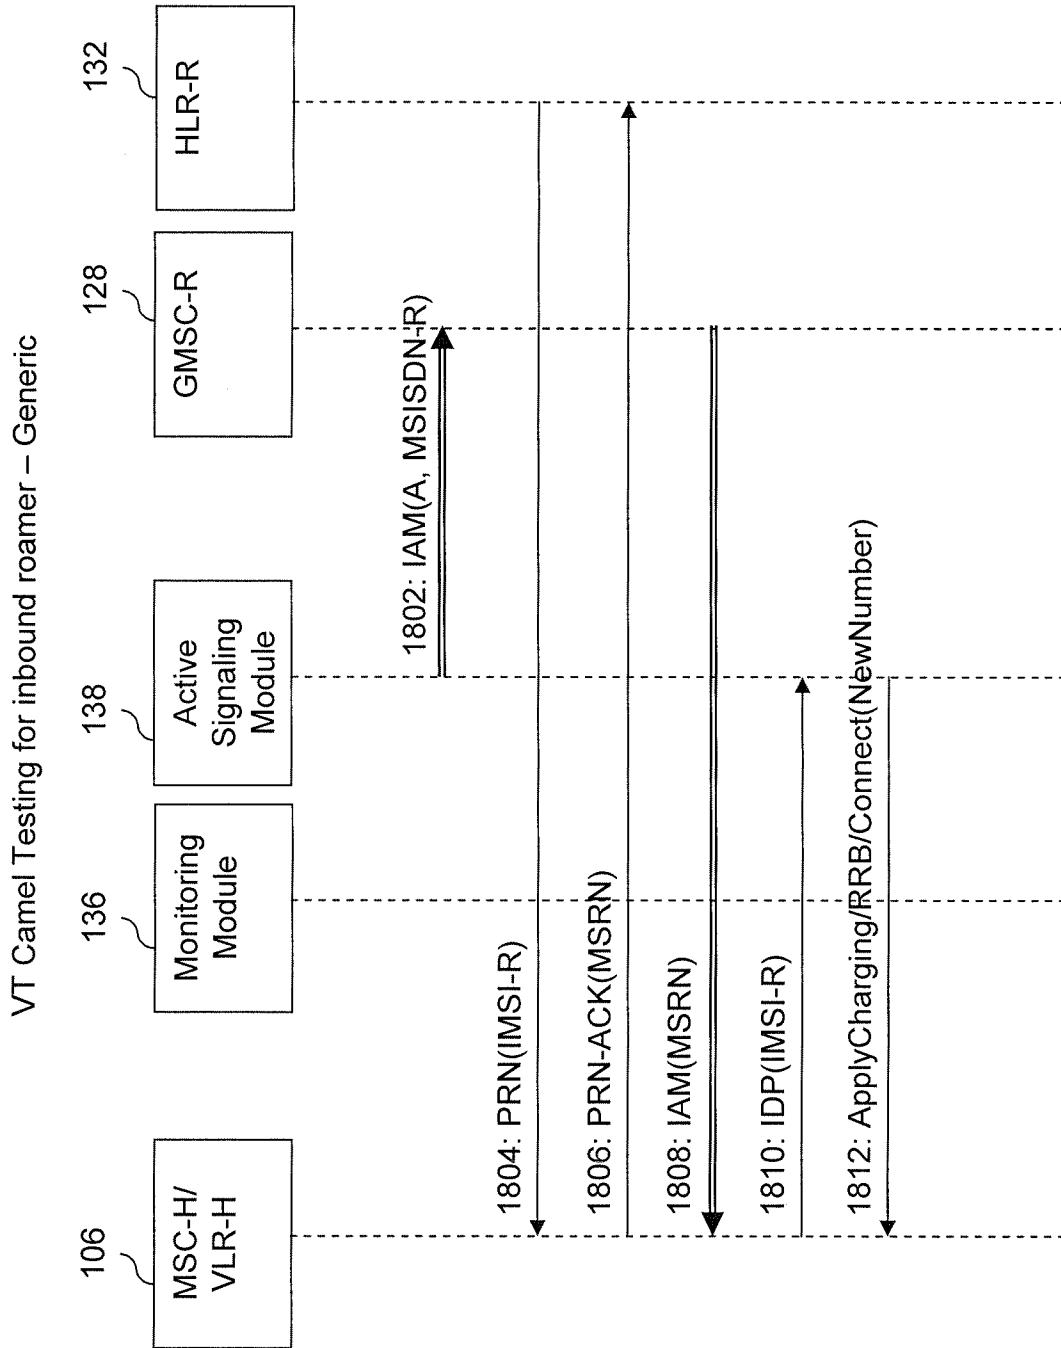 VT Camel Testing for inbound roamer – Generic
106
136
138
128
132
MSC-H/
VLR-H
Monitoring
Module
Active
Signaling
Module
GMSC-R
HLR-R
1802: IAM(A, MSISDN-R)
1804: PRN(IMSI-R)
1806: PRN-ACK(MSRN)
1808: IAM(MSRN)
1810: IDP(IMSI-R)
1812: ApplyCharging/RRB/Connect(NewNumber)